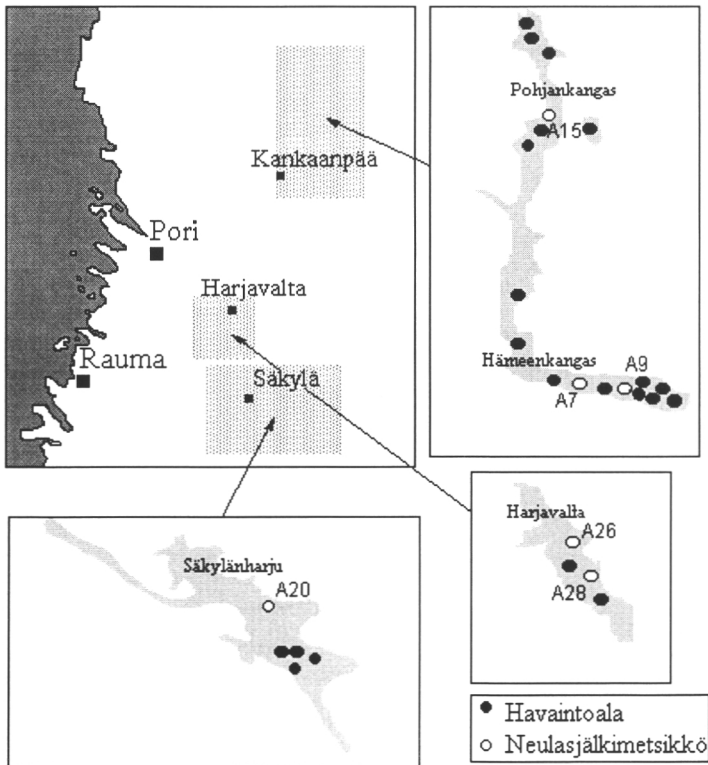 Pohjankangas
A15
Kankaanpää
Pori
Harjavalta
Rauma
Säkylä
Hämeenkangas
A9
A7
Harjavalta
A26
A28
Säkylänharju
A20
Havaintoala
Neulasjälkimetsikkö